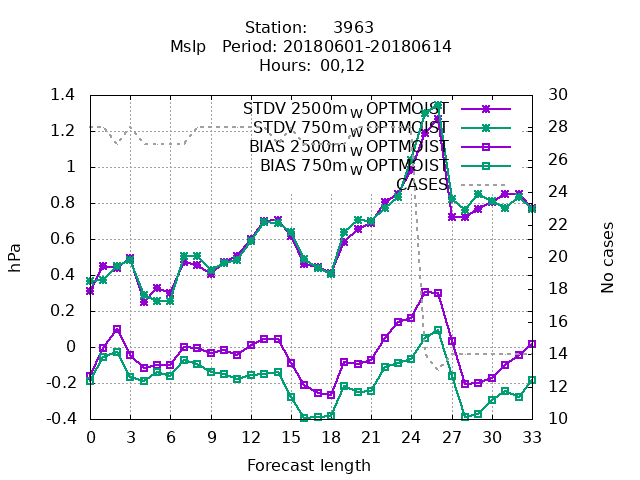 Station: 3963
Mslp Period: 20180601-20180614
Hours: 00,12
hPa
No cases
1.4
1.2
1
0.8
0.6
0.4
0.2
0
-0.2
-0.4
30
28
26
24
22
20
18
16
14
12
10
STDV 2500m_W OPTMOIST
STDV 750m_W OPTMOIST
BIAS 2500m_W OPTMOIST
BIAS 750m_W OPTMOIST
CASES
0 3 6 9 12 15 18 21 24 27 30 33
Forecast length